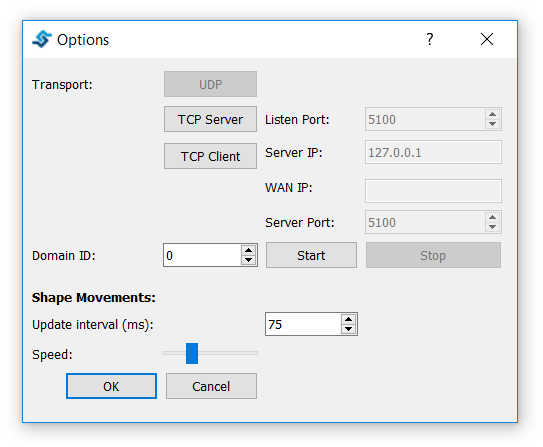 Options
Transport: UDP
TCP Server Listen Port: 5100
TCP Client Server IP: 127.0.0.1
WAN IP:
Server Port: 5100
Domain ID: 0 Start Stop
Shape Movements:
Update interval (ms): 75
Speed:
OK Cancel